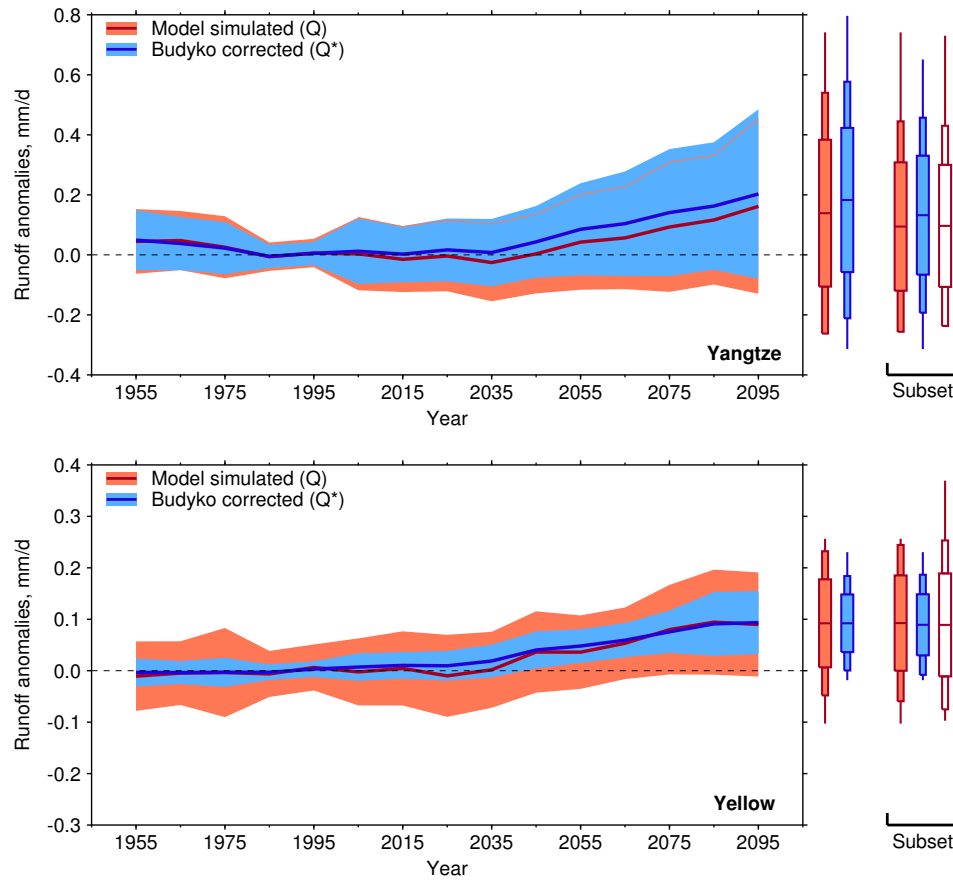 0.8
Model simulated (Q)
Budyko corrected (Q*)
0.6
0.4
0.2
0.0
-0.2
-0.4
Runoff anomalies, mm/d
Yangtze
1955 1975 1995 2015 2035 2055 2075 2095
Year
Subset
0.4
Model simulated (Q)
Budyko corrected (Q*)
0.3
0.2
0.1
0.0
-0.1
-0.2
-0.3
Runoff anomalies, mm/d
Yellow
1955 1975 1995 2015 2035 2055 2075 2095
Year
Subset